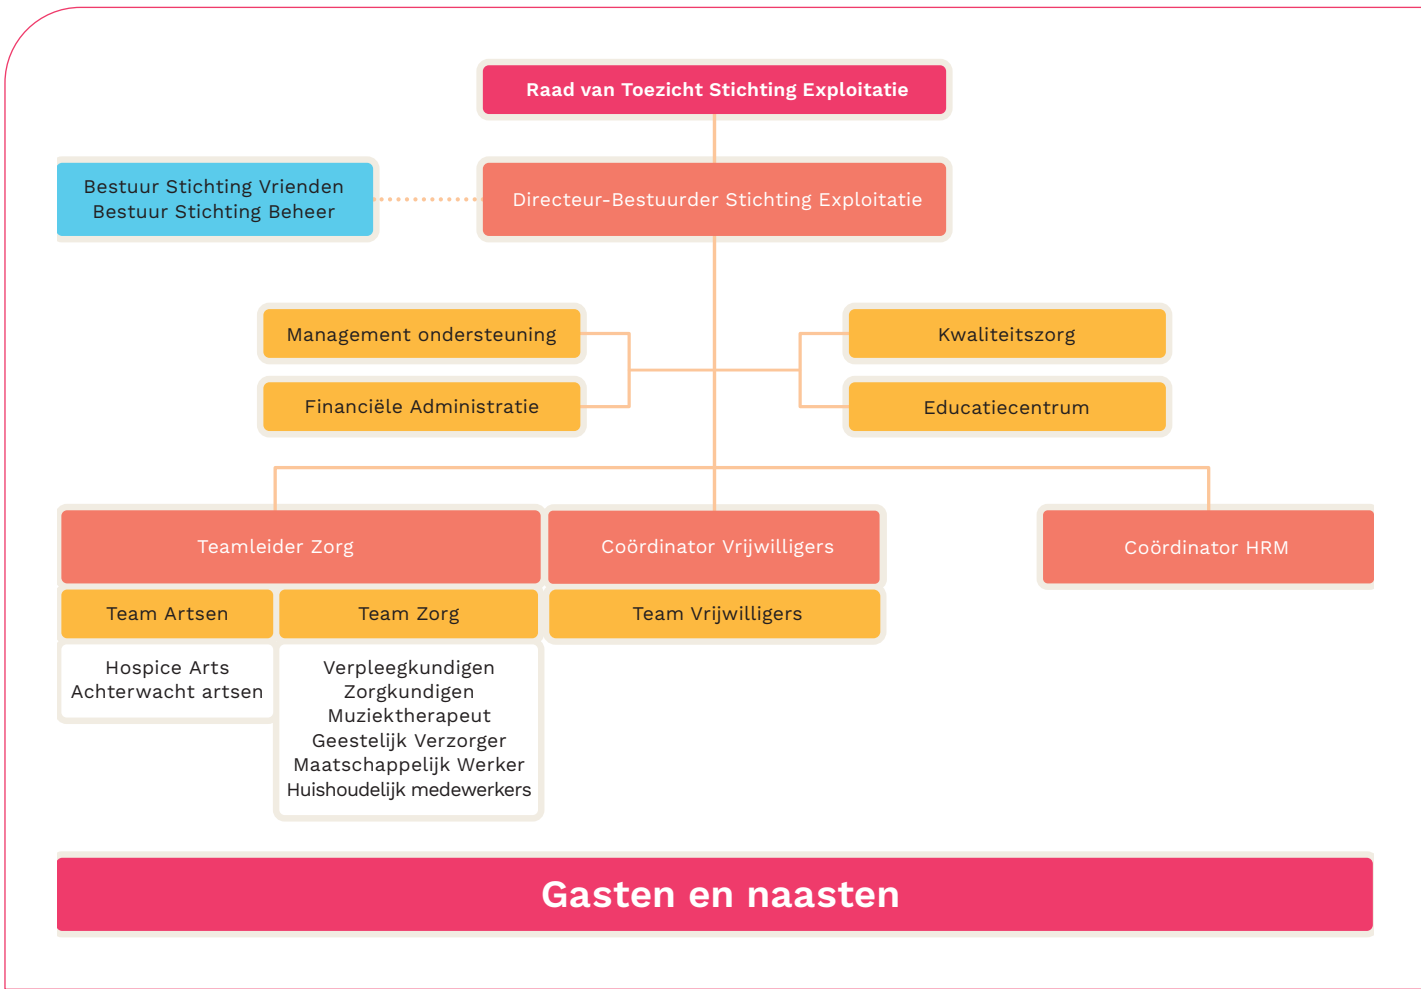 Raad van Toezicht Stichting Exploitatie
Bestuur Stichting Vrienden
Bestuur Stichting Beheer
Directeur-Bestuurder Stichting Exploitatie
Management ondersteuning
Kwaliteitszorg
Financiële Administratie
Educatiecentrum
Teamleider Zorg
Coördinator Vrijwilligers
Coördinator HRM
Team Artsen
Team Zorg
Team Vrijwilligers
Hospice Arts
Achterwacht artsen
Verpleegkundigen
Zorgkundigen
Muziektherapeut
Geestelijk Verzorger
Maatschappelijk Werker
Huishoudelijk medewerkers
Gasten en naasten